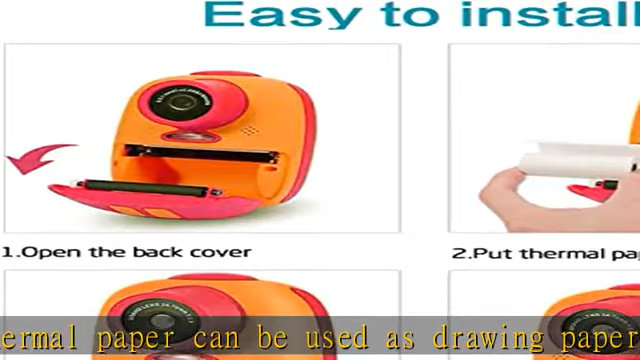 Easy to install
1.Open the back cover
2.Put thermal pa
ermal paper can be used as drawing paper